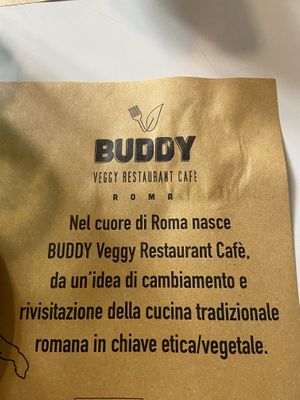 BUDDY
VEGGY RESTAURANT CAFÈ
ROMA
Nel cuore di Roma nasce
BUDDY Veggy Restaurant Cafè,
da un'idea di cambiamento e
rivisitazione della cucina tradizionale
romana in chiave etica/vegetale.